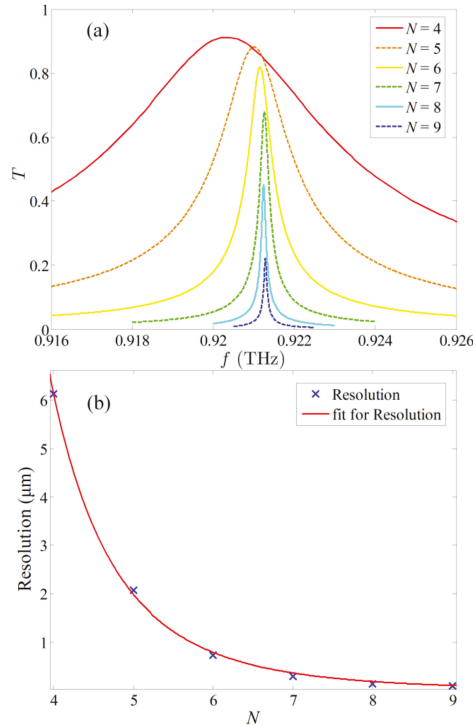 (a)
N = 4
N = 5
N = 6
N = 7
N = 8
N = 9
1
0.8
0.6
0.4
0.2
0
T
0.916 0.918 0.92 0.922 0.924 0.926
f (THz)
(b)
Resolution
fit for Resolution
6
5
4
3
2
1
0
Resolution (μm)
4 5 6 7 8 9
N